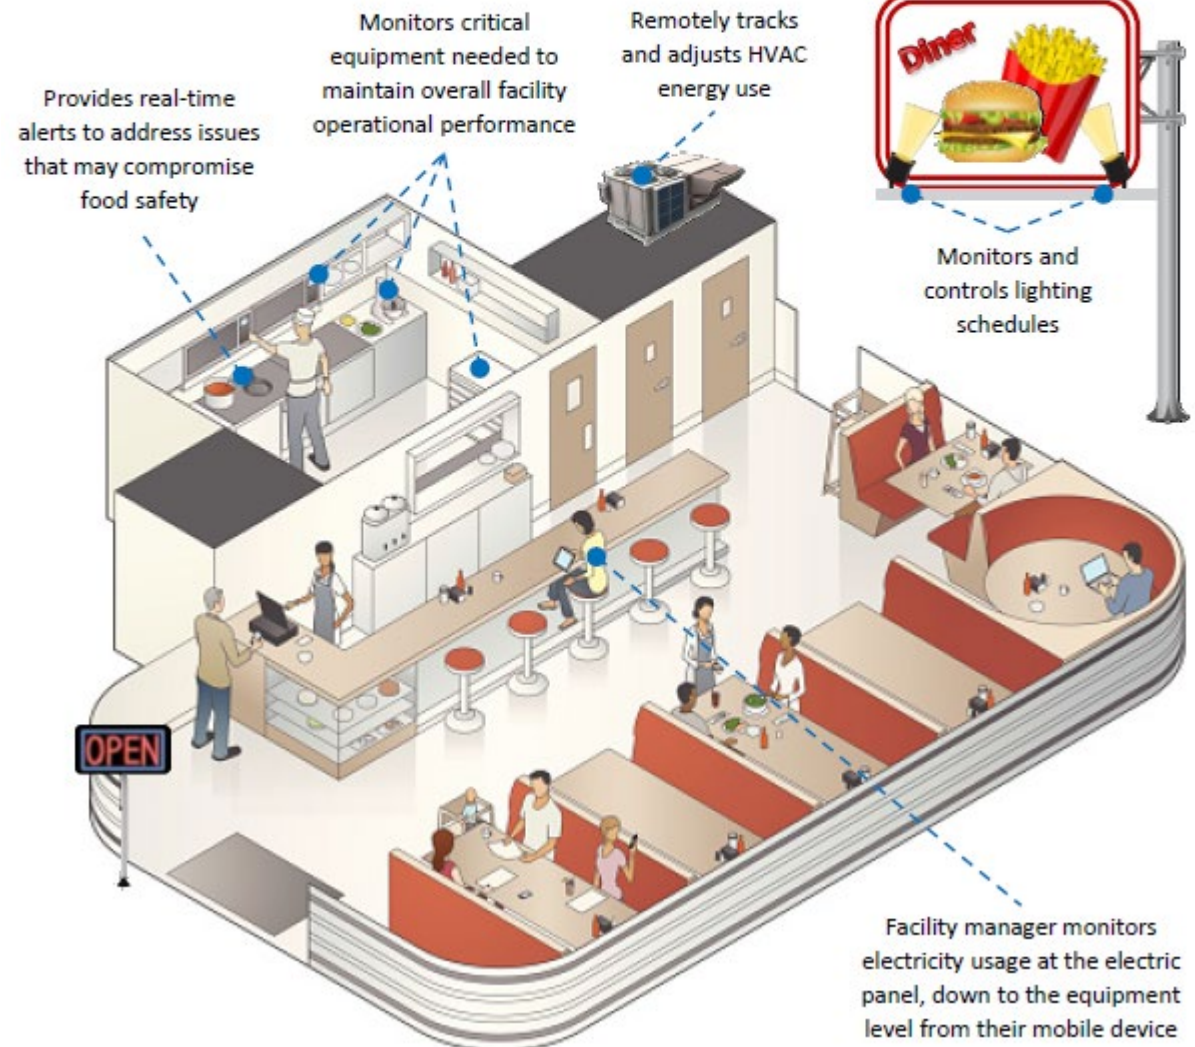 Monitors critical
equipment needed to
maintain overall facility
operational performance
Remotely tracks
and adjusts HVAC
energy use
Diner
Provides real-time
alerts to address issues
that may compromise
food safety
Monitors and
controls lighting
schedules
OPEN
Facility manager monitors
electricity usage at the electric
panel, down to the equipment
level from their mobile device